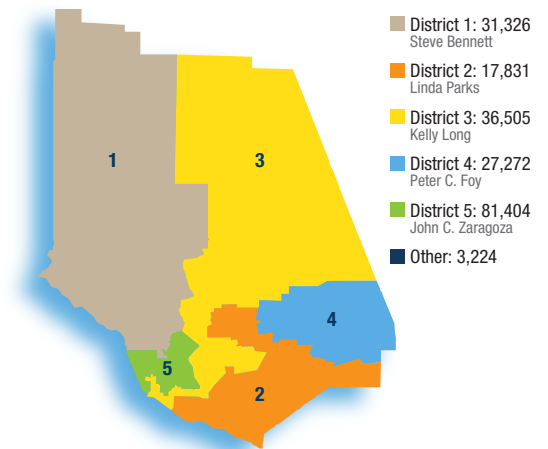 District 1: 31,326
Steve Bennett
District 2: 17,831
Linda Parks
District 3: 36,505
Kelly Long
District 4: 27,272
Peter C. Foy
District 5: 81,404
John C. Zaragoza
Other: 3,224
1
3
4
5
2